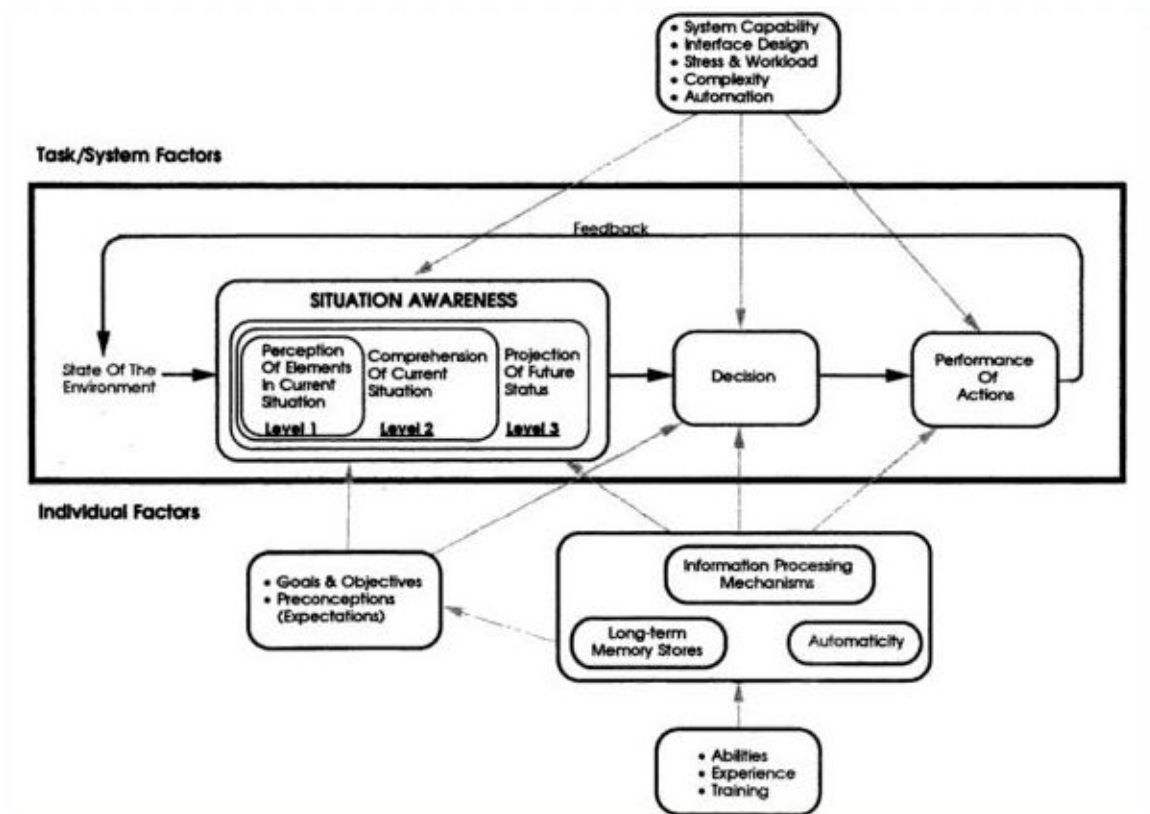 • System Capability
• Interface Design
• Stress & Workload
• Complexity
• Automation
Task/System Factors
Feedback
SITUATION AWARENESS
State Of The
Environment
Perception
Of Elements
In Current
Situation
Level 1
Comprehension
Of Current
Situation
Level 2
Projection
Of Future
Status
Level 3
Decision
Performance
Of
Actions
Individual Factors
• Goals & Objectives
• Preconceptions
(Expectations)
Information Processing
Mechanisms
Long-term
Memory Stores
Automaticity
• Abilities
• Experience
• Training